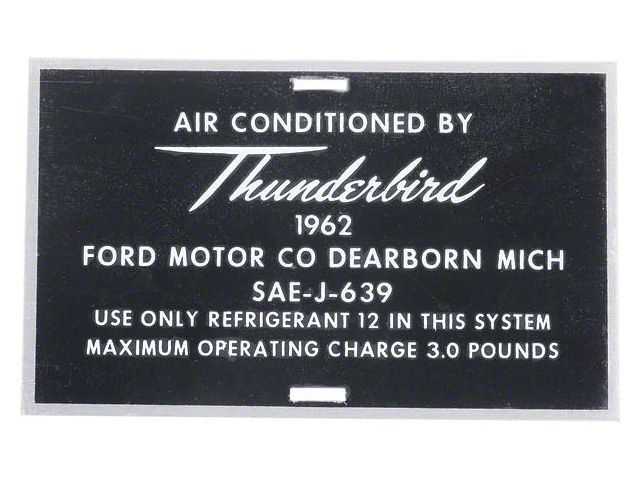 AIR CONDITIONED BY
Thunderbird
1962
FORD MOTOR CO DEARBORN MICH
SAE-J-639
USE ONLY REFRIGERANT 12 IN THIS SYSTEM
MAXIMUM OPERATING CHARGE 3.0 POUNDS